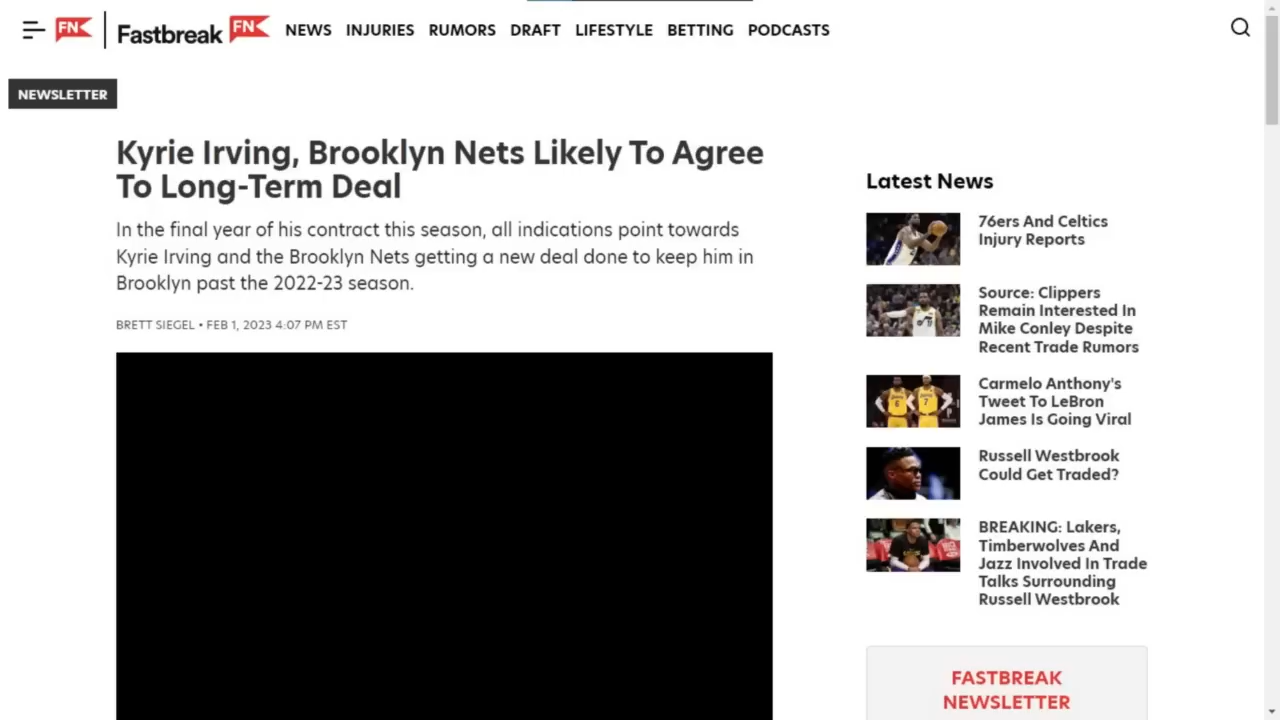 FN
Fastbreak FN
NEWS INJURIES RUMORS DRAFT LIFESTYLE BETTING PODCASTS
NEWSLETTER
Kyrie Irving, Brooklyn Nets Likely To Agree
To Long-Term Deal
In the final year of his contract this season, all indications point towards
Kyrie Irving and the Brooklyn Nets getting a new deal done to keep him in
Brooklyn past the 2022-23 season.
BRETT SIEGEL • FEB 1, 2023 4:07 PM EST
Latest News
76ers And Celtics
Injury Reports
Source: Clippers
Remain Interested In
Mike Conley Despite
Recent Trade Rumors
Carmelo Anthony's
Tweet To LeBron
James Is Going Viral
Russell Westbrook
Could Get Traded?
BREAKING: Lakers,
Timberwolves And
Jazz Involved In Trade
Talks Surrounding
Russell Westbrook
FASTBREAK
NEWSLETTER